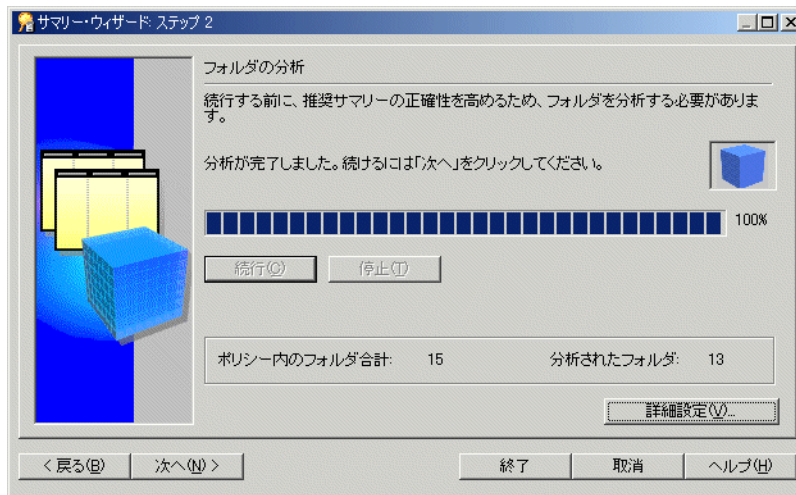 サマリー・ウィザード: ステップ 2
フォルダの分析
続行する前に、推奨サマリーの正確性を高めるため、フォルダを分析する必要がありま
す。
分析が完了しました。続けるには「次へ」をクリックしてください。
100%
続行(C) 停止(T)
ポリシー内のフォルダ合計: 15 分析されたフォルダ: 13
詳細設定(V)...
< 戻る(B) 次へ(N) > 終了 取消 ヘルプ(H)